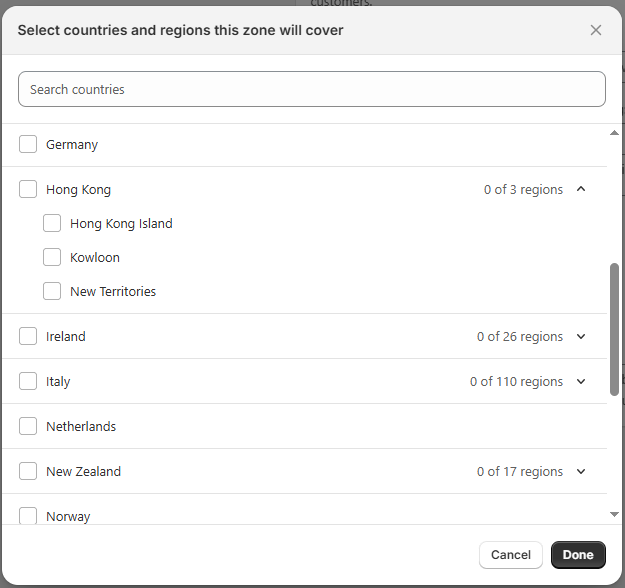 customers.
Select countries and regions this zone will cover
Search countries
Germany
Hong Kong 0 of 3 regions
Hong Kong Island
Kowloon
New Territories
Ireland 0 of 26 regions
Italy 0 of 110 regions
Netherlands
New Zealand 0 of 17 regions
Norway
Cancel Done